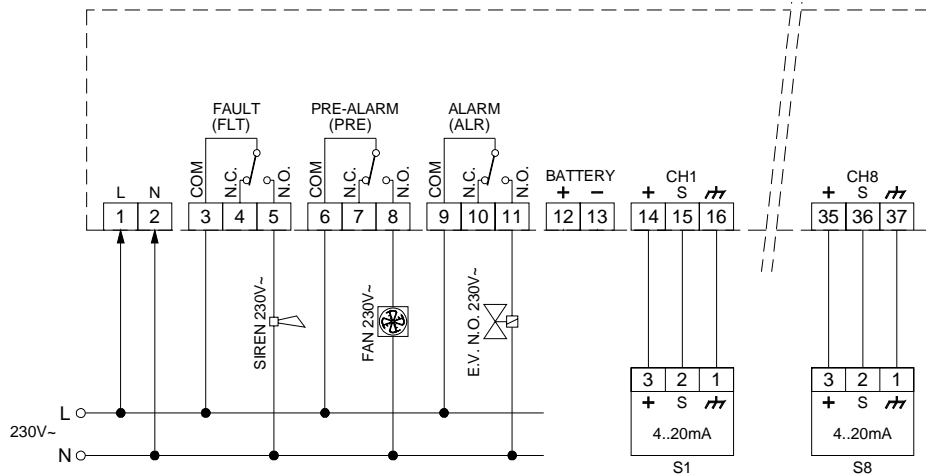 FAULT
(FLT)
PRE-ALARM
(PRE)
ALARM
(ALR)
COM N.C. N.O. COM N.C. N.O. COM N.C. N.O.
BATTERY CH1 CH8
L N + – + S + S
1 2 3 4 5 6 7 8 9 10 11 12 13 14 15 16 35 36 37
SIREN 230V~
FAN 230V~
E.V. N.O. 230V~
3 2 1 3 2 1
+ S + S
L
230V~
4..20mA 4..20mA
N
S1 S8